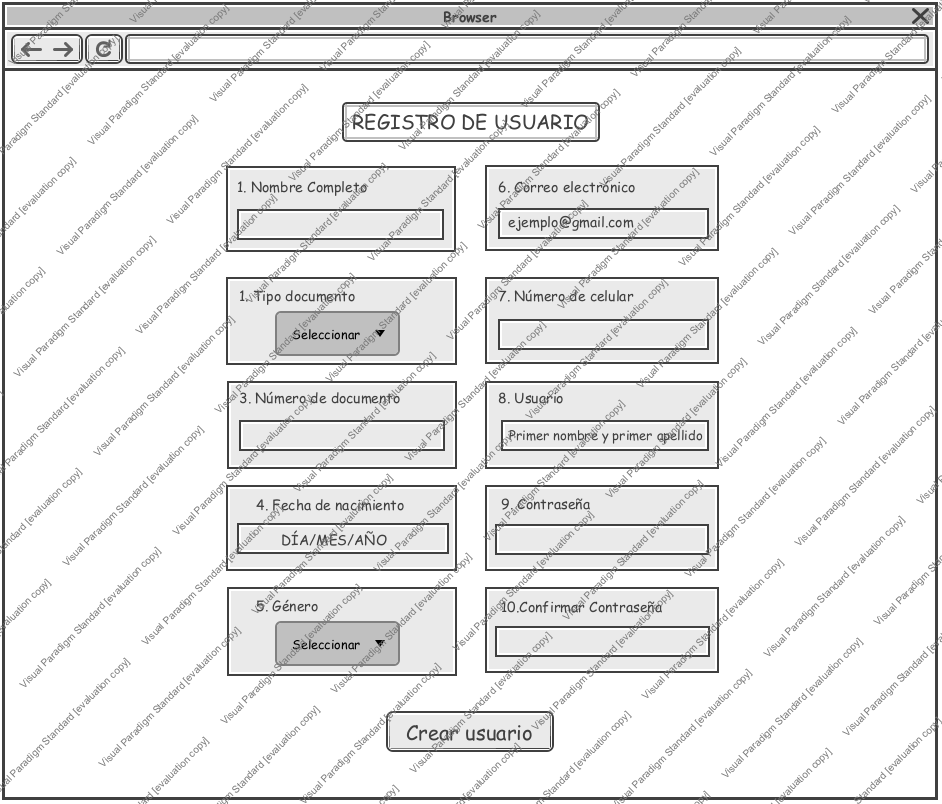 Browser
REGISTRO DE USUARIO
1. Nombre Completo
1. Tipo documento
Seleccionar
3. Número de documento
4. Fecha de nacimiento
DÍA/MES/AÑO
5. Género
Seleccionar
6. Correo electrónico
ejemplo@gmail.com
7. Número de celular
8. Usuario
Primer nombre y primer apellido
9. Contraseña
10.Confirmar Contraseña
Crear usuario
Visual Paradigm Standard [evaluation copy]